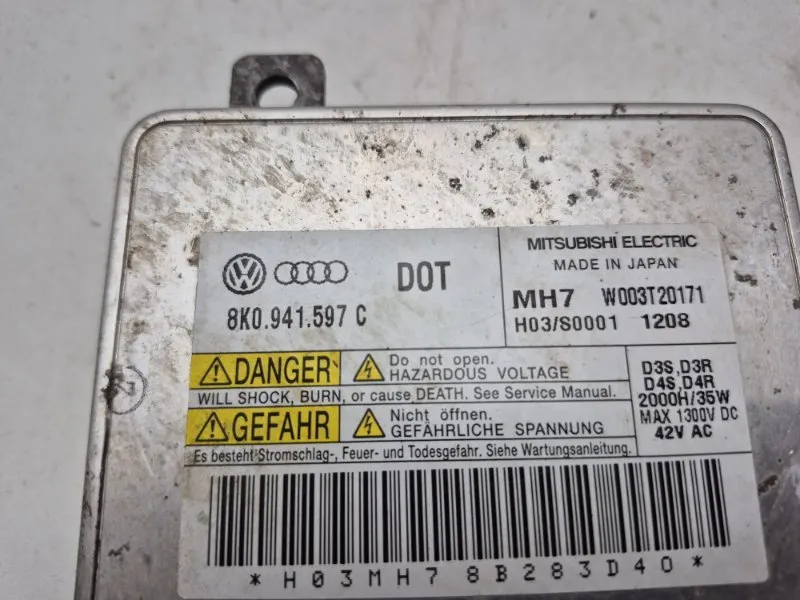 DOT
8K0.941.597 C
MITSUBISHI ELECTRIC
MADE IN JAPAN
MH7 W003T20171
H03/S0001 1208
DANGER
Do not open.
HAZARDOUS VOLTAGE
WILL SHOCK, BURN, or cause DEATH. See Service Manual.
GEFAHR
Nicht öffnen.
GEFÄHRLICHE SPANNUNG
Es besteht Stromschlag-, Feuer- und Todesgefahr. Siehe Wartungsanleitung.
D3S,D3R
D4S,D4R
2000H/35W
MAX 1300V DC
42V AC
*H03MH78B283D40*